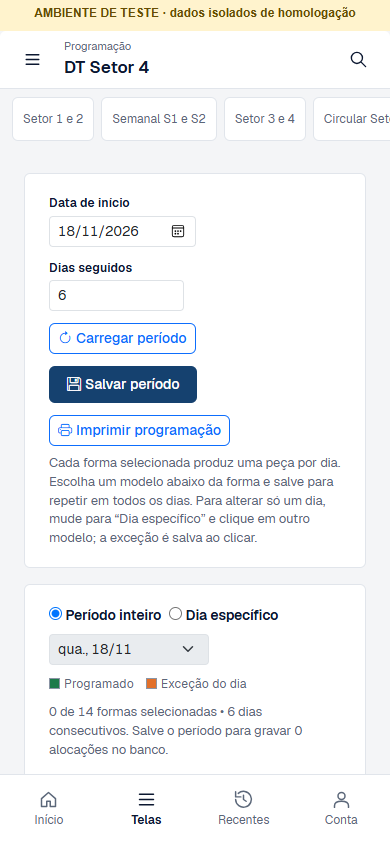 AMBIENTE DE TESTE · dados isolados de homologação
Programação
DT Setor 4
Setor 1 e 2
Semanal S1 e S2
Setor 3 e 4
Circular Set
Data de início
18/11/2026
Dias seguidos
6
Carregar período
Salvar período
Imprimir programação
Cada forma selecionada produz uma peça por dia.
Escolha um modelo abaixo da forma e salve para
repetir em todos os dias. Para alterar só um dia,
mude para “Dia específico” e clique em outro
modelo; a exceção é salva ao clicar.
Período inteiro
Dia específico
qua., 18/11
Programado
Exceção do dia
0 de 14 formas selecionadas • 6 dias
consecutivos. Salve o período para gravar 0
alocações no banco.
Início
Telas
Recentes
Conta